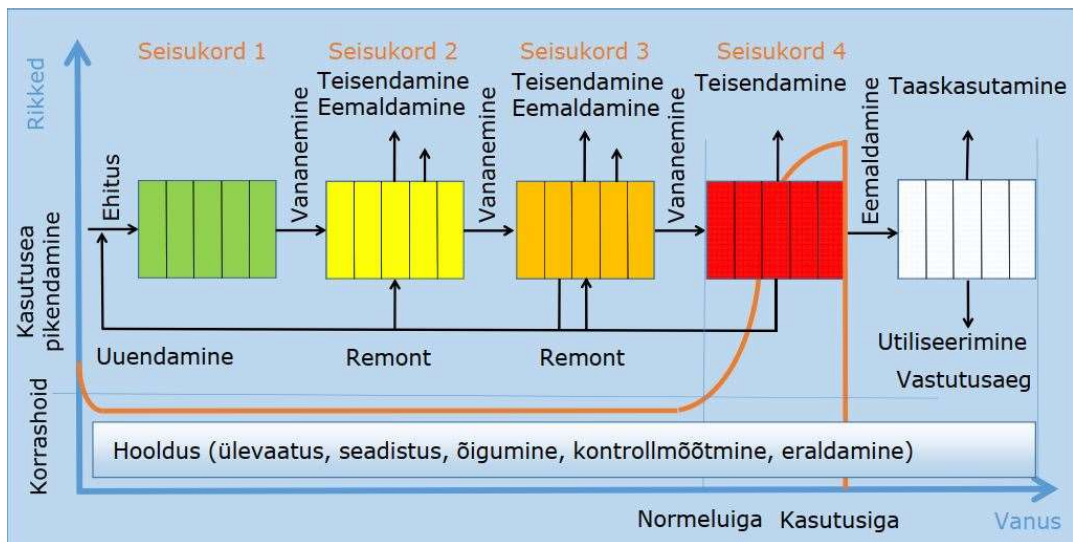 Seisukord 1
Seisukord 2
Seisukord 3
Seisukord 4
Teisendamine
Eemaldamine
Teisendamine
Eemaldamine
Teisendamine
Taaskasutamine
Rikked
Ehitus
Vananemine
Vananemine
Vananemine
Eemaldamine
Kasutusea
pikendamine
Uuendamine
Remont
Remont
Utiliseerimine
Vastutusaeg
Korrashoid
Hooldus (ülevaatus, seadistus, õigumine, kontrollmõõtmine, eraldamine)
Normeluiga
Kasutusiga
Vanus